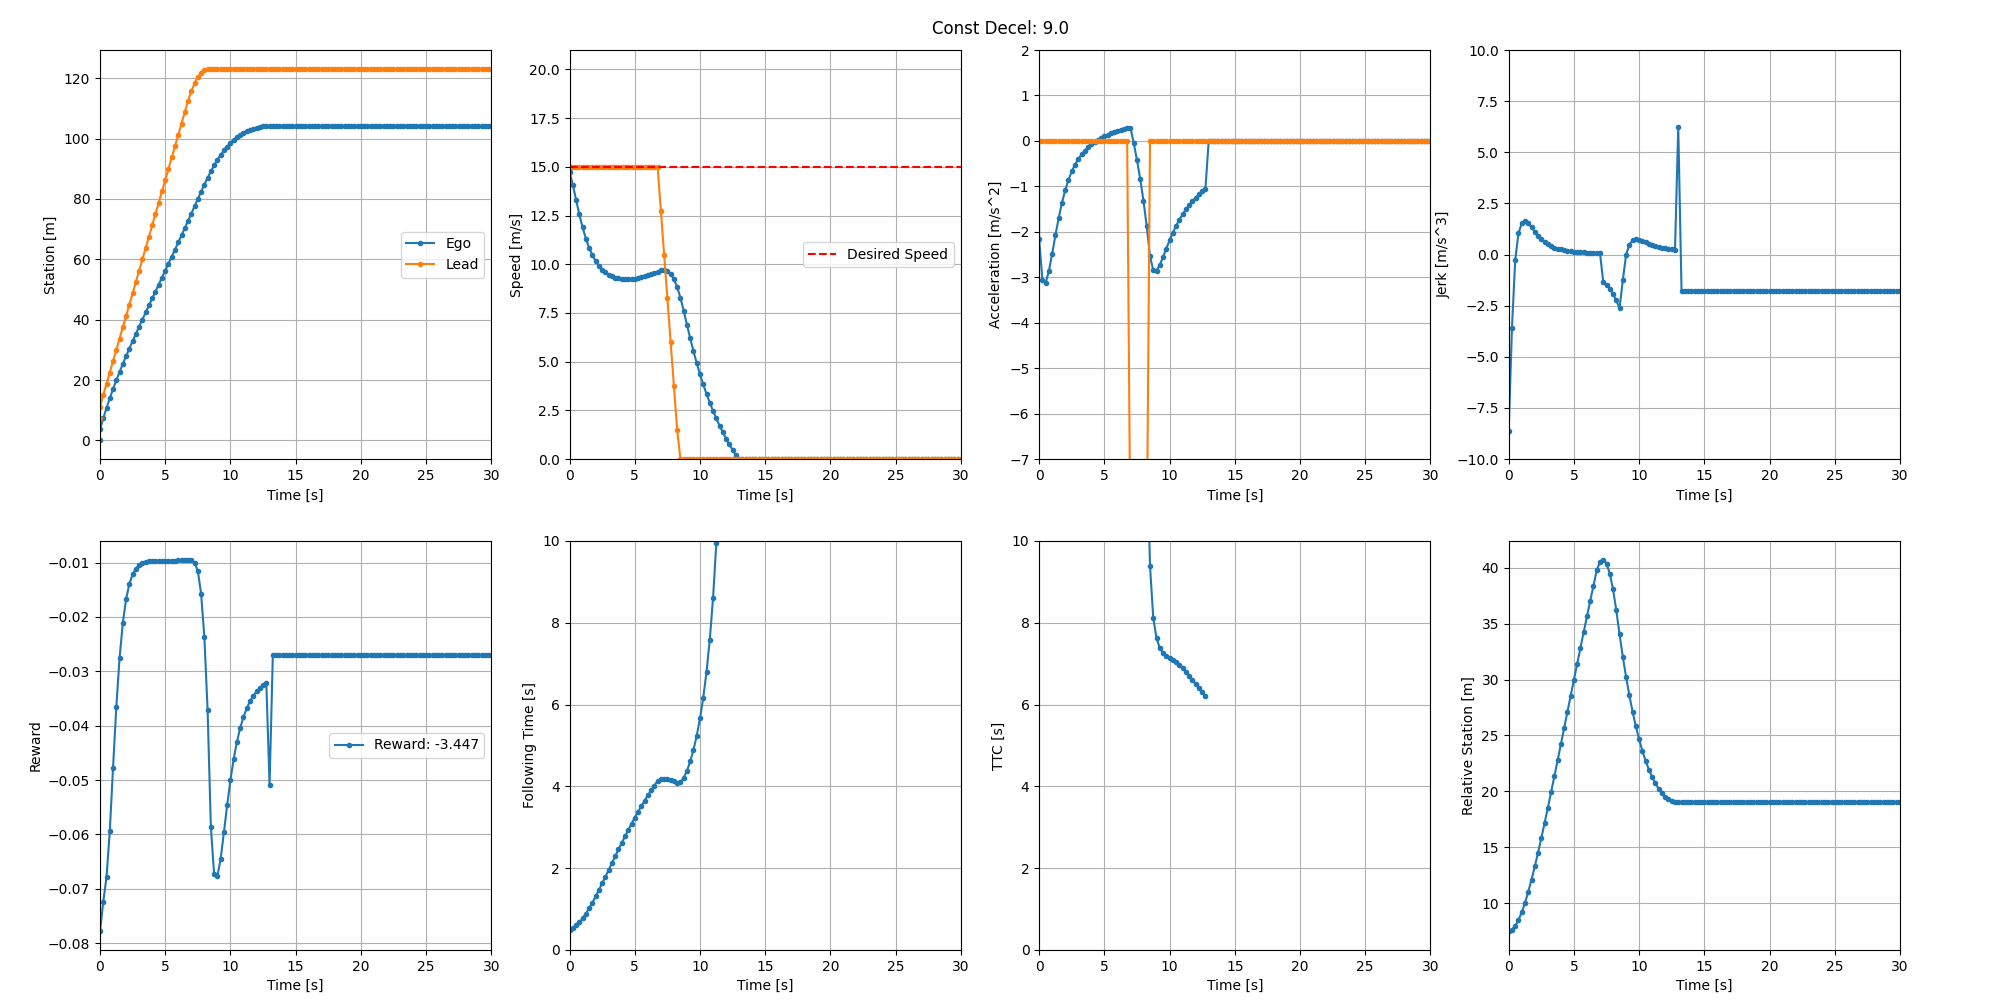 Const Decel: 9.0
Station [m]
120
100
80
60
40
20
0
Ego
Lead
0 5 10 15 20 25 30
Time [s]
Speed [m/s]
20.0
17.5
15.0
12.5
10.0
7.5
5.0
2.5
0.0
Desired Speed
0 5 10 15 20 25 30
Time [s]
Acceleration [m/s^2]
2
1
0
−1
−2
−3
−4
−5
−6
−7
0 5 10 15 20 25 30
Time [s]
Jerk [m/s^3]
10.0
7.5
5.0
2.5
0.0
−2.5
−5.0
−7.5
−10.0
0 5 10 15 20 25 30
Time [s]
Reward
−0.01
−0.02
−0.03
−0.04
−0.05
−0.06
−0.07
−0.08
Reward: -3.447
0 5 10 15 20 25 30
Time [s]
Following Time [s]
10
8
6
4
2
0
0 5 10 15 20 25 30
Time [s]
TTC [s]
10
8
6
4
2
0
0 5 10 15 20 25 30
Time [s]
Relative Station [m]
40
35
30
25
20
15
10
0 5 10 15 20 25 30
Time [s]